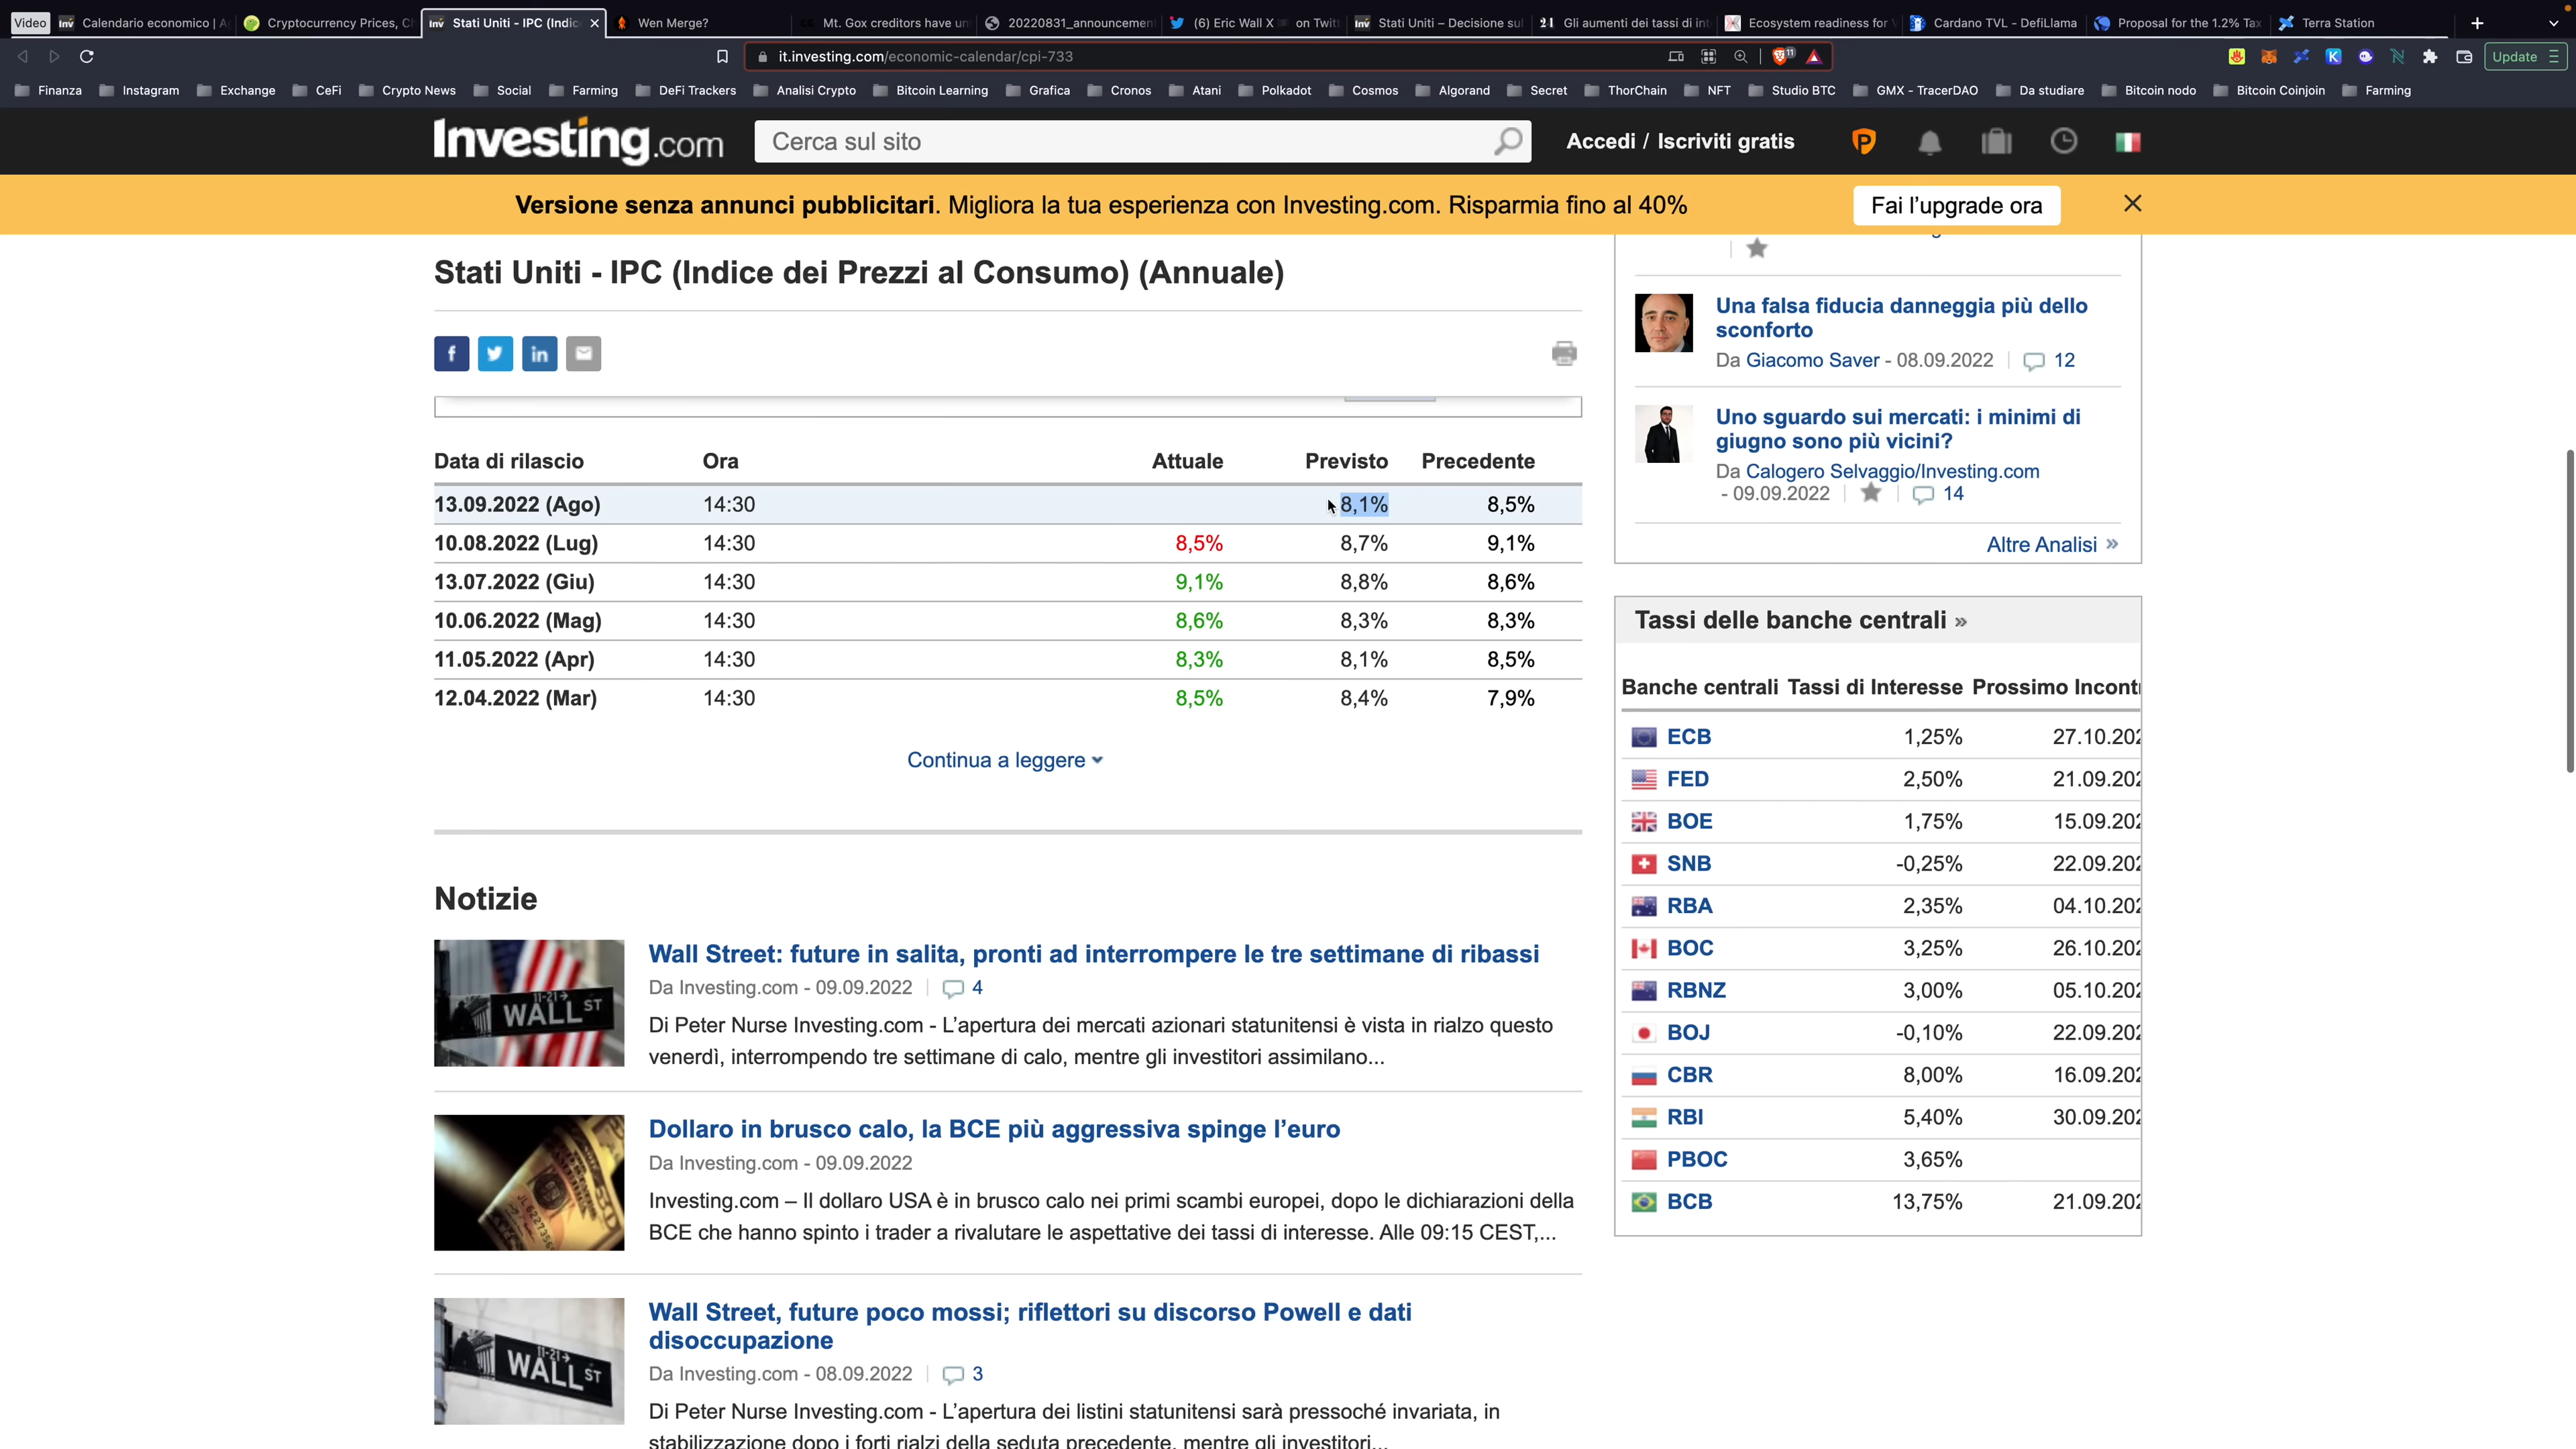 Video
Calendario economico | A
Cryptocurrency Prices, C
Stati Uniti - IPC (Indic
Wen Merge?
Mt. Gox creditors have un
20220831_announcemen
(6) Eric Wall X on Twitt
Stati Uniti – Decisione su
Gli aumenti dei tassi di int
Ecosystem readiness for
Cardano TVL - DefiLlama
Proposal for the 1.2% Tax
Terra Station
it.investing.com/economic-calendar/cpi-733
11
Update
Finanza
Instagram
Exchange
CeFi
Crypto News
Social
Farming
DeFi Trackers
Analisi Crypto
Bitcoin Learning
Grafica
Cronos
Atani
Polkadot
Cosmos
Algorand
Secret
ThorChain
NFT
Studio BTC
GMX - TracerDAO
Da studiare
Bitcoin nodo
Bitcoin Coinjoin
Farming
Investing.com
Cerca sul sito
Accedi / Iscriviti gratis
Versione senza annunci pubblicitari. Migliora la tua esperienza con Investing.com. Risparmia fino al 40%
Fai l'upgrade ora
Stati Uniti - IPC (Indice dei Prezzi al Consumo) (Annuale)
Data di rilascio Ora Attuale Previsto Precedente
13.09.2022 (Ago) 14:30 8,1% 8,5%
10.08.2022 (Lug) 14:30 8,5% 8,7% 9,1%
13.07.2022 (Giu) 14:30 9,1% 8,8% 8,6%
10.06.2022 (Mag) 14:30 8,6% 8,3% 8,3%
11.05.2022 (Apr) 14:30 8,3% 8,1% 8,5%
12.04.2022 (Mar) 14:30 8,5% 8,4% 7,9%
Continua a leggere
Notizie
WALL ST
Wall Street: future in salita, pronti ad interrompere le tre settimane di ribassi
Da Investing.com - 09.09.2022 4
Di Peter Nurse Investing.com - L'apertura dei mercati azionari statunitensi è vista in rialzo questo
venerdì, interrompendo tre settimane di calo, mentre gli investitori assimilano...
Dollaro in brusco calo, la BCE più aggressiva spinge l'euro
Da Investing.com - 09.09.2022
Investing.com – Il dollaro USA è in brusco calo nei primi scambi europei, dopo le dichiarazioni della
BCE che hanno spinto i trader a rivalutare le aspettative dei tassi di interesse. Alle 09:15 CEST,...
WALL ST
Wall Street, future poco mossi; riflettori su discorso Powell e dati
disoccupazione
Da Investing.com - 08.09.2022 3
Di Peter Nurse Investing.com - L'apertura dei listini statunitensi sarà pressoché invariata, in
stabilizzazione dopo i forti rialzi della seduta precedente, mentre gli investitori...
Una falsa fiducia danneggia più dello
sconforto
Da Giacomo Saver - 08.09.2022 12
Uno sguardo sui mercati: i minimi di
giugno sono più vicini?
Da Calogero Selvaggio/Investing.com
- 09.09.2022 14
Altre Analisi »
Tassi delle banche centrali »
Banche centrali Tassi di Interesse Prossimo Incont
ECB 1,25% 27.10.202
FED 2,50% 21.09.202
BOE 1,75% 15.09.202
SNB -0,25% 22.09.202
RBA 2,35% 04.10.202
BOC 3,25% 26.10.202
RBNZ 3,00% 05.10.202
BOJ -0,10% 22.09.202
CBR 8,00% 16.09.202
RBI 5,40% 30.09.202
PBOC 3,65%
BCB 13,75% 21.09.202